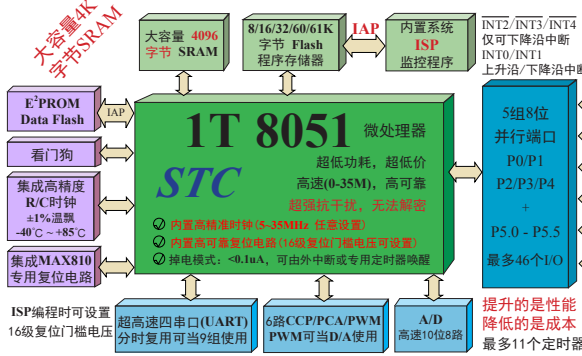 大容量4K
字节SRAM
大容量 4096
字节 SRAM
8/16/32/60/61K
字节 Flash
程序存储器
IAP
内置系统
ISP
监控程序
INT2/INT3/INT4
仅可下降沿中断
INT0/INT1
上升沿/下降沿中断
E²PROM
Data Flash
IAP
看门狗
集成高精度
R/C时钟
±1%温飘
-40℃～+85℃
集成MAX810
专用复位电路
1T 8051 微处理器
STC
超低功耗，超低价
高速(0-35M)，高可靠
超强抗干扰，无法解密
内置高精准时钟(5~35MHz 任意设置)
内置高可靠复位电路(16级复位门槛电压可设置)
掉电模式：<0.1uA，可由外中断或专用定时器唤醒
5组8位
并行端口
P0/P1
P2/P3/P4
+
P5.0 - P5.5
最多46个I/O
ISP编程时可设置
16级复位门槛电压
超高速四串口(UART)
分时复用可当9组使用
6路CCP/PCA/PWM
PWM可当D/A使用
A/D
高速10位8路
提升的是性能
降低的是成本
最多11个定时器